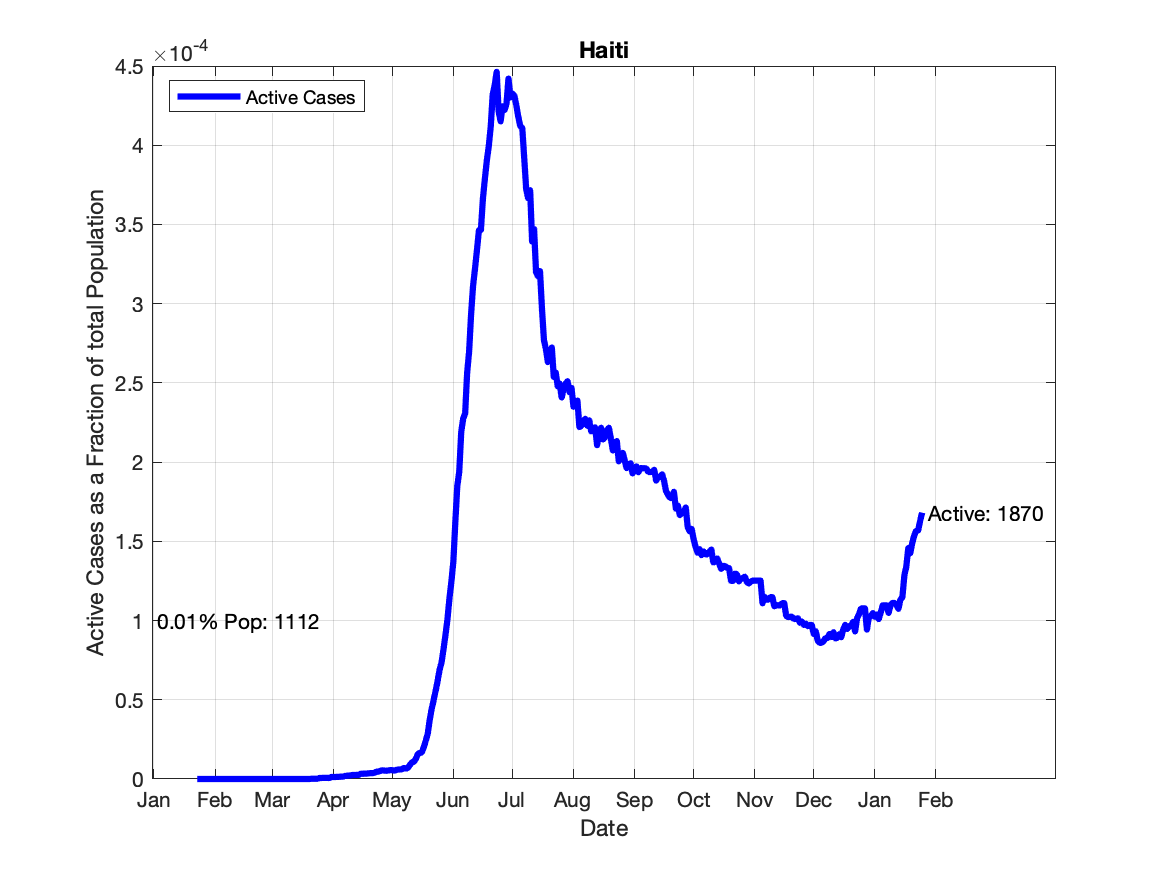 Haiti
×10-4
Active Cases
4.5
4
3.5
3
2.5
2
1.5
1
0.5
0
Active Cases as a Fraction of total Population
Active: 1870
0.01% Pop: 1112
Jan Feb Mar Apr May Jun Jul Aug Sep Oct Nov Dec Jan Feb
Date